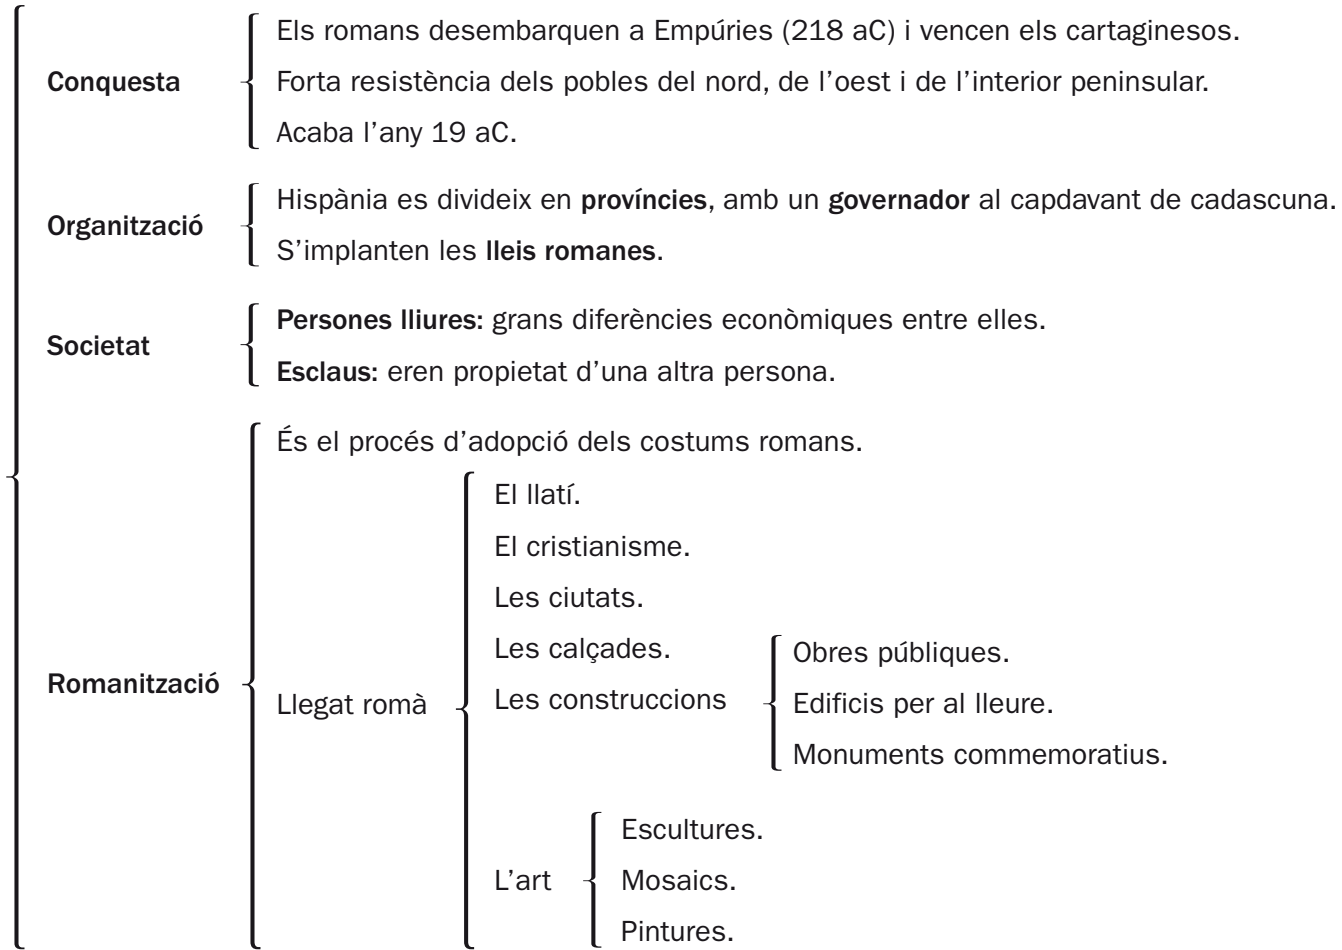 Conquesta
Els romans desembarquen a Empúries (218 aC) i vencen els cartaginesos.
Forta resistència dels pobles del nord, de l’oest i de l’interior peninsular.
Acaba l’any 19 aC.
Organització
Hispània es divideix en províncies, amb un governador al capdavant de cadascuna.
S’implanten les lleis romanes.
Societat
Persones lliures: grans diferències econòmiques entre elles.
Esclaus: eren propietat d’una altra persona.
Romanització
És el procés d’adopció dels costums romans.
Llegat romà
El llatí.
El cristianisme.
Les ciutats.
Les calçades.
Les construccions
Obres públiques.
Edificis per al lleure.
Monuments commemoratius.
L’art
Escultures.
Mosaics.
Pintures.